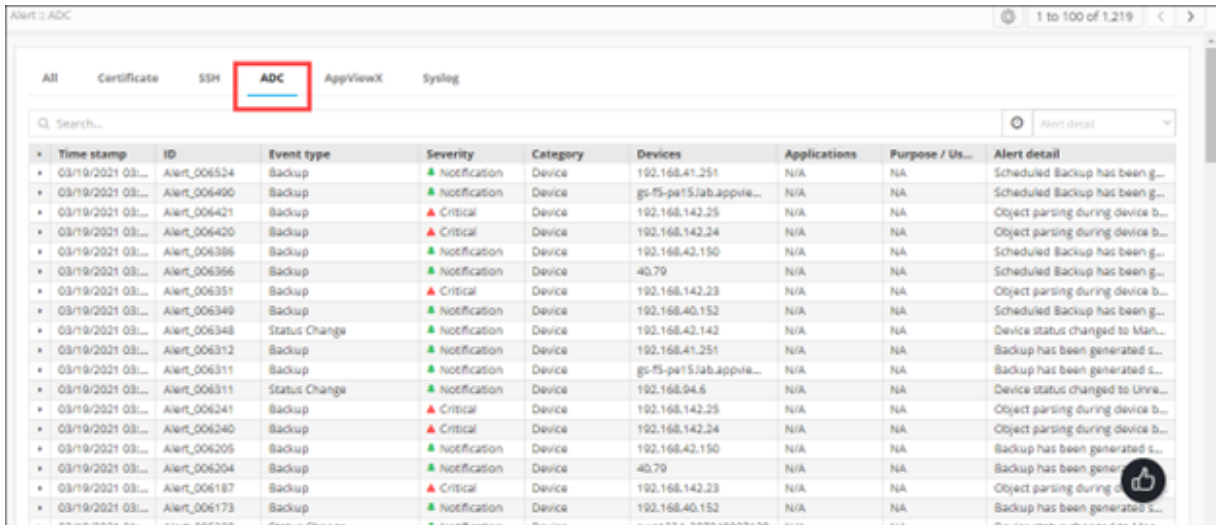 Alert :: ADC 1 to 100 of 1,219 < >
All Certificate SSH ADC AppViewX Syslog
Search... Alert detail
Time stamp ID Event type Severity Category Devices Applications Purpose / Us... Alert detail
03/19/2021 03:... Alert_006524 Backup Notification Device 192.168.41.251 N/A NA Scheduled Backup has been g...
03/19/2021 03:... Alert_006490 Backup Notification Device gs-f5-pe15.lab.appvie... N/A NA Scheduled Backup has been g...
03/19/2021 03:... Alert_006421 Backup Critical Device 192.168.142.25 N/A NA Object parsing during device b...
03/19/2021 03:... Alert_006420 Backup Critical Device 192.168.142.24 N/A NA Object parsing during device b...
03/19/2021 03:... Alert_006386 Backup Notification Device 192.168.42.150 N/A NA Scheduled Backup has been g...
03/19/2021 03:... Alert_006366 Backup Notification Device 40.79 N/A NA Scheduled Backup has been g...
03/19/2021 03:... Alert_006351 Backup Critical Device 192.168.142.23 N/A NA Object parsing during device b...
03/19/2021 03:... Alert_006349 Backup Notification Device 192.168.40.152 N/A NA Scheduled Backup has been g...
03/19/2021 03:... Alert_006348 Status Change Notification Device 192.168.42.142 N/A NA Device status changed to Man...
03/19/2021 03:... Alert_006312 Backup Notification Device 192.168.41.251 N/A NA Backup has been generated s...
03/19/2021 03:... Alert_006311 Backup Notification Device gs-f5-pe15.lab.appvie... N/A NA Backup has been generated s...
03/19/2021 03:... Alert_006311 Status Change Notification Device 192.168.94.6 N/A NA Device status changed to Unre...
03/19/2021 03:... Alert_006241 Backup Critical Device 192.168.142.25 N/A NA Object parsing during device b...
03/19/2021 03:... Alert_006240 Backup Critical Device 192.168.142.24 N/A NA Object parsing during device b...
03/19/2021 03:... Alert_006205 Backup Notification Device 192.168.42.150 N/A NA Backup has been generated s...
03/19/2021 03:... Alert_006204 Backup Notification Device 40.79 N/A NA Backup has been
03/19/2021 03:... Alert_006187 Backup Critical Device 192.168.142.23 N/A NA Object parsing during
03/19/2021 03:... Alert_006173 Backup Notification Device 192.168.40.152 N/A NA Backup has been generated s...